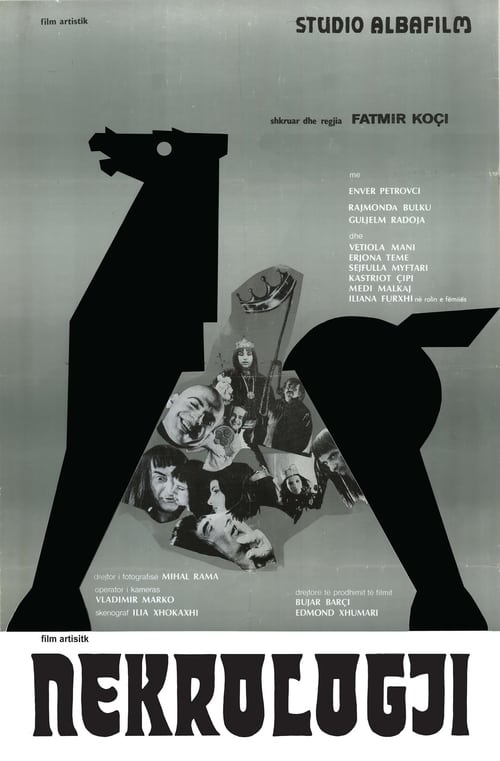 film artistik
STUDIO ALBAFILM
shkruar dhe regjia FATMIR KOÇI
me
ENVER PETROVCI
RAJMONDA BULKU
GULJELM RADOJA
dhe
VETIOLA MANI
ERJONA TEME
SEJFULLA MYFTARI
KASTRIOT ÇIPI
MEDI MALKAJ
ILIANA FURXHI në rolin e fëmijës
drejtor i fotografisë MIHAL RAMA
operator i kameras
VLADIMIR MARKO
skenograf ILIA XHOKAXHI
drejtorë të prodhimit të filmit
BUJAR BARÇI
EDMOND XHUMARI
film artisitk
NEKROLOGJI